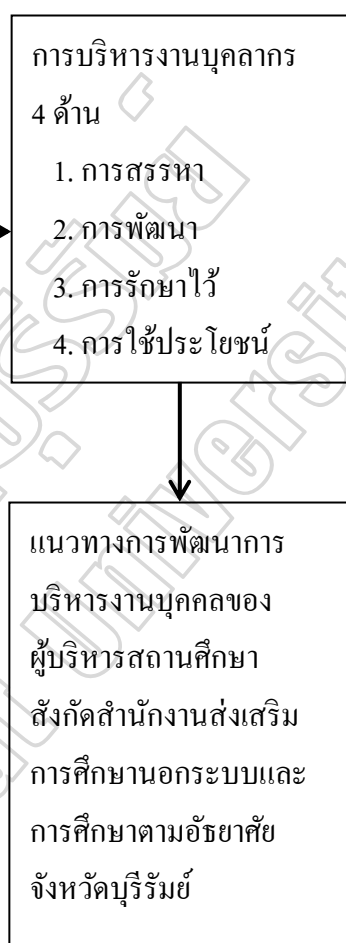 การบริหารงานบุคลากร
4 ด้าน
1. การสรรหา
2. การพัฒนา
3. การรักษาไว้
4. การใช้ประโยชน์
แนวทางการพัฒนาการ
บริหารงานบุคคลของ
ผู้บริหารสถานศึกษา
สังกัดสำนักงานส่งเสริม
การศึกษานอกระบบและ
การศึกษาตามอัธยาศัย
จังหวัดบุรีรัมย์